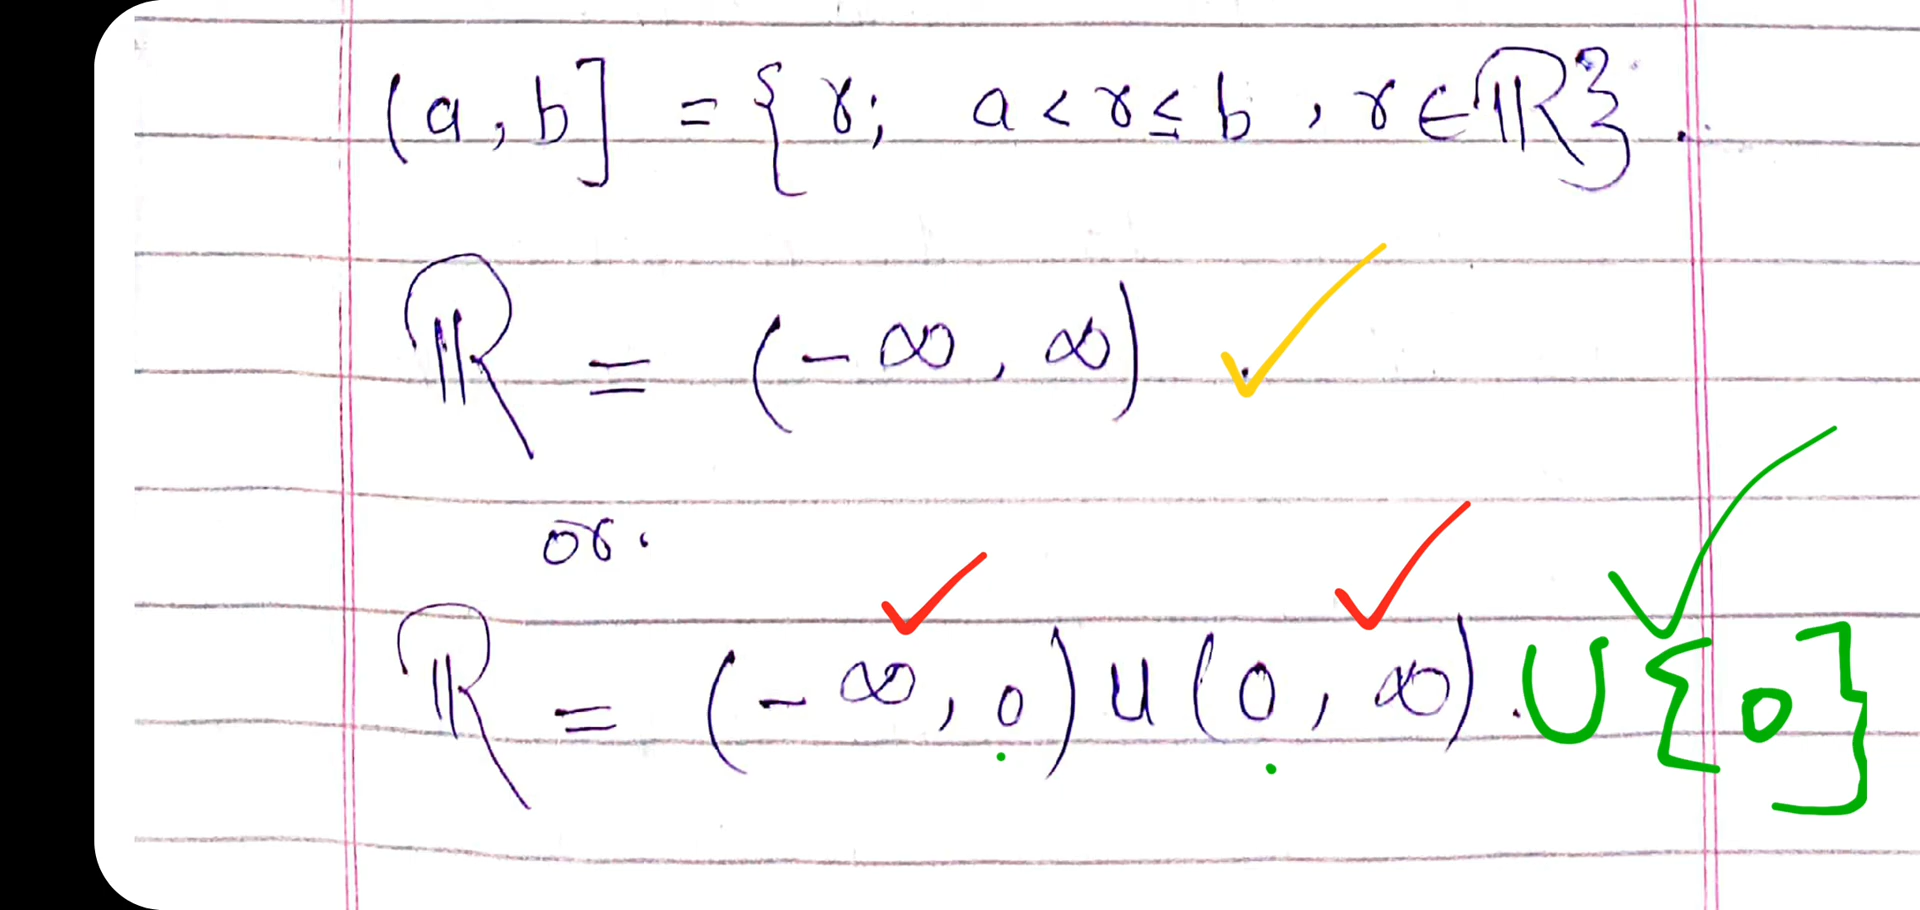 (a, b] = {r; a < r ≤ b, r ∈ ℝ}.
ℝ = (-∞, ∞).
or.
ℝ = (-∞, 0) U (0, ∞). U {0}